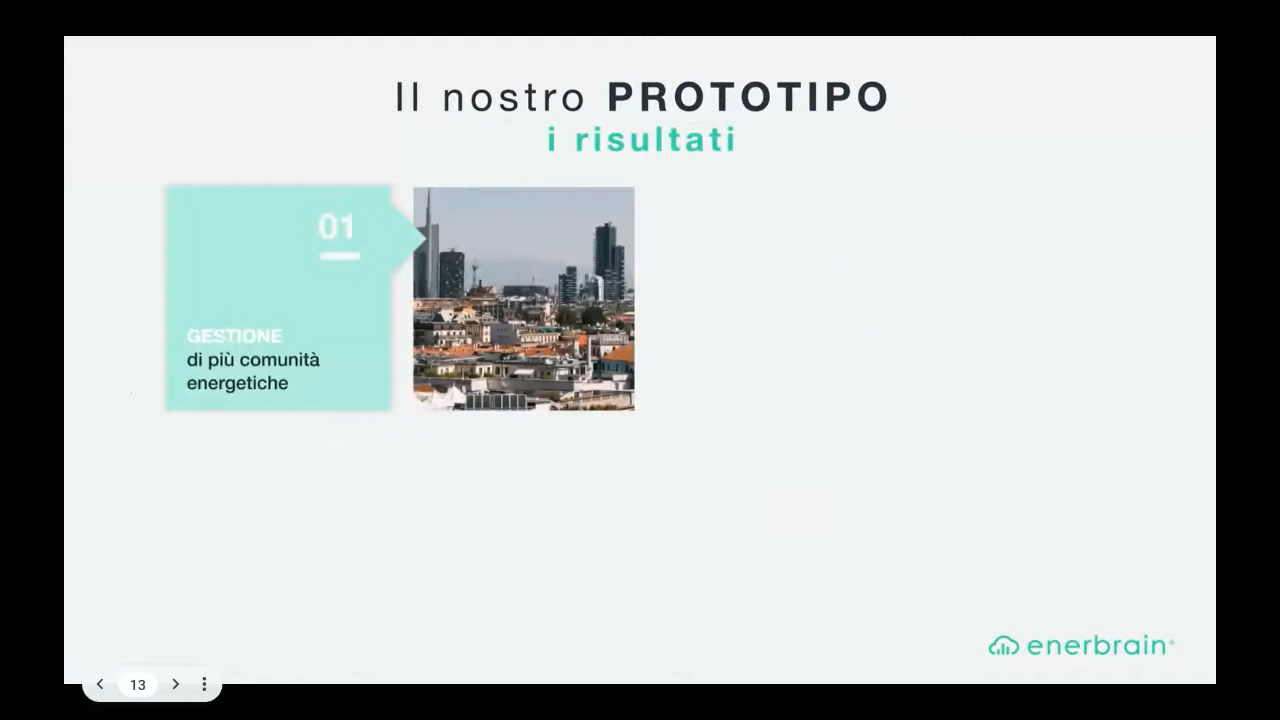 Il nostro PROTOTIPO
i risultati
01
GESTIONE
di più comunità
energetiche
enerbrain®
13